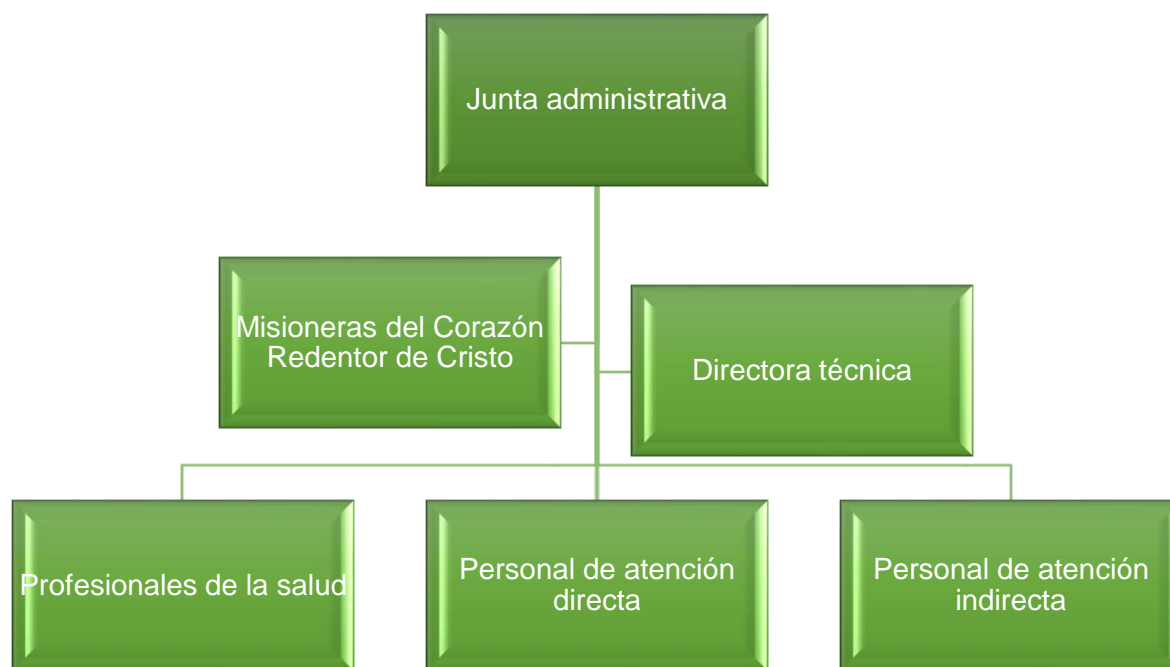 Junta administrativa
Misioneras del Corazón
Redentor de Cristo
Directora técnica
Profesionales de la salud
Personal de atención
directa
Personal de atención
indirecta